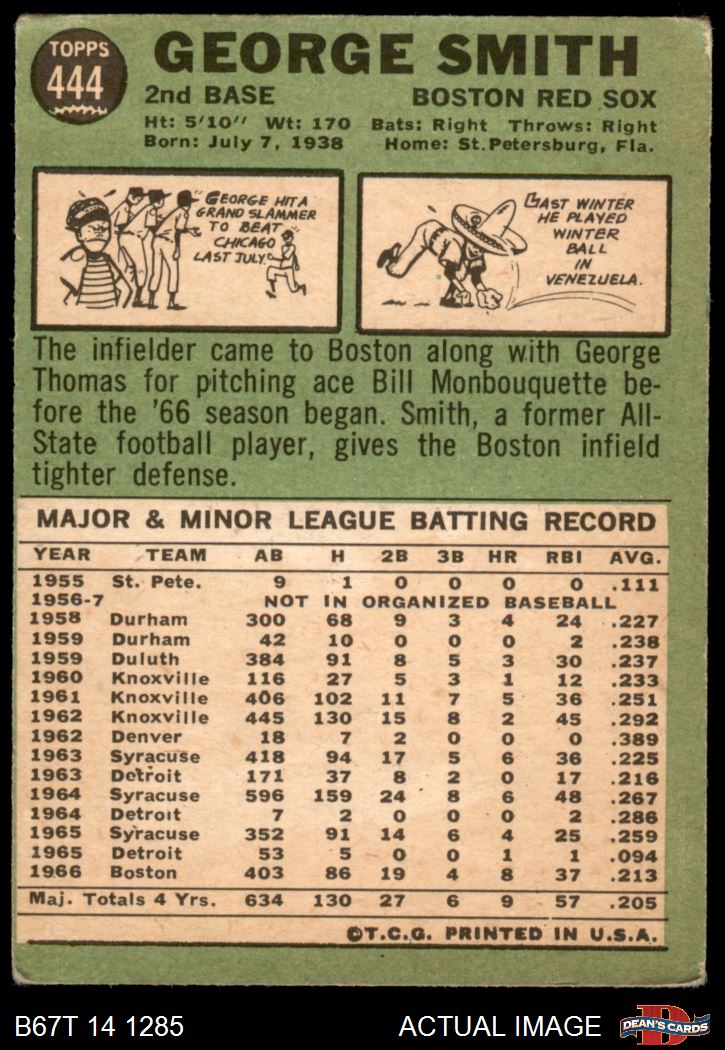 TOPPS
444
GEORGE SMITH
2nd BASE BOSTON RED SOX
Ht: 5'10" Wt: 170 Bats: Right Throws: Right
Born: July 7, 1938 Home: St. Petersburg, Fla.
GEORGE HIT A
GRAND SLAMMER
TO BEAT
CHICAGO
LAST JULY.
LAST WINTER
HE PLAYED
WINTER
BALL
IN
VENEZUELA.
The infielder came to Boston along with George
Thomas for pitching ace Bill Monbouquette be-
fore the '66 season began. Smith, a former All-
State football player, gives the Boston infield
tighter defense.
MAJOR & MINOR LEAGUE BATTING RECORD
YEAR TEAM AB H 2B 3B HR RBI AVG.
1955 St. Pete. 9 1 0 0 0 0 .111
1956-7 NOT IN ORGANIZED BASEBALL
1958 Durham 300 68 9 3 4 24 .227
1959 Durham 42 10 0 0 0 2 .238
1959 Duluth 384 91 8 5 3 30 .237
1960 Knoxville 116 27 5 3 1 12 .233
1961 Knoxville 406 102 11 7 5 36 .251
1962 Knoxville 445 130 15 8 2 45 .292
1962 Denver 18 7 2 0 0 0 .389
1963 Syracuse 418 94 17 5 6 36 .225
1963 Detroit 171 37 8 2 0 17 .216
1964 Syracuse 596 159 24 8 6 48 .267
1964 Detroit 7 2 0 0 0 2 .286
1965 Syracuse 352 91 14 6 4 25 .259
1965 Detroit 53 5 0 0 1 1 .094
1966 Boston 403 86 19 4 8 37 .213
Maj. Totals 4 Yrs. 634 130 27 6 9 57 .205
©T.C.G. PRINTED IN U.S.A.
B67T 14 1285 ACTUAL IMAGE DEAN'S CARDS